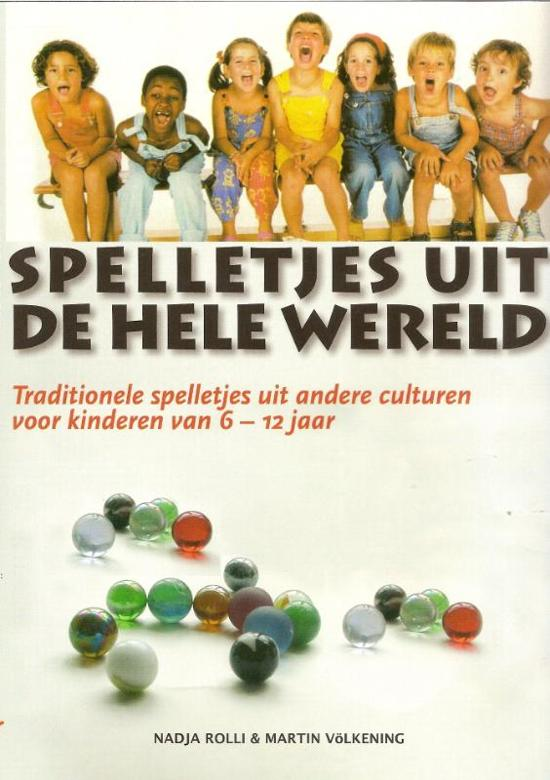 SPELLETJES UIT
DE HELE WERELD
Traditionele spelletjes uit andere culturen
voor kinderen van 6 – 12 jaar
NADJA ROLLI & MARTIN VöLKENING